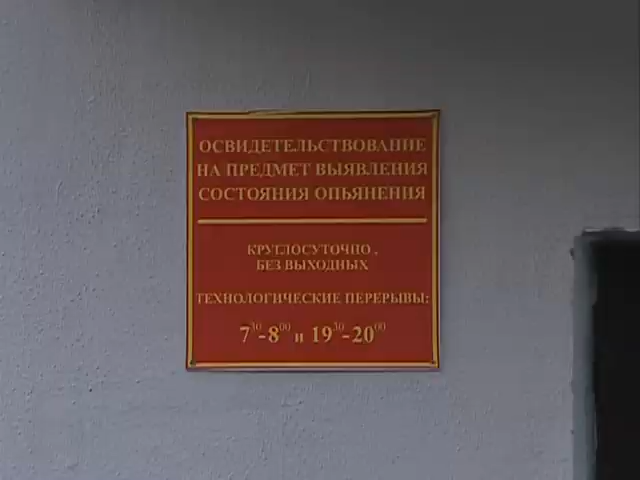 ОСВИДЕТЕЛЬСТВОВАНИЕ
НА ПРЕДМЕТ ВЫЯВЛЕНИЯ
СОСТОЯНИЯ ОПЬЯНЕНИЯ
КРУГЛОСУТОЧНО,
БЕЗ ВЫХОДНЫХ
ТЕХНОЛОГИЧЕСКИЕ ПЕРЕРЫВЫ:
7³⁰-8⁰⁰ и 19³⁰-20⁰⁰